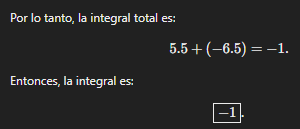 Por lo tanto, la integral total es:
5.5 + (−6.5) = −1.
Entonces, la integral es:
−1.